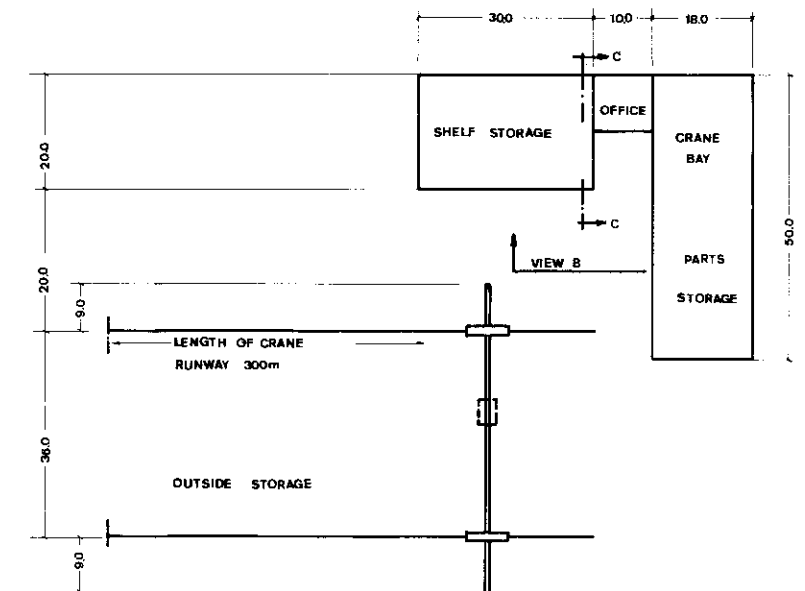 30.0 10.0 18.0
C
OFFICE
SHELF STORAGE
CRANE
BAY
20.0
C
50.0
VIEW B
PARTS
STORAGE
20.0
9.0
LENGTH OF CRANE
RUNWAY 300m
36.0
OUTSIDE STORAGE
9.0